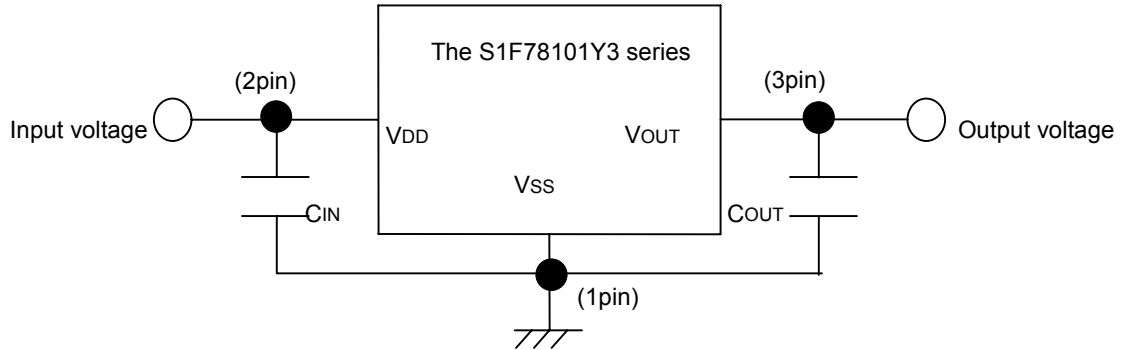 The S1F78101Y3 series
(2pin)
(3pin)
Input voltage
VDD
VOUT
Output voltage
VSS
CIN
COUT
(1pin)